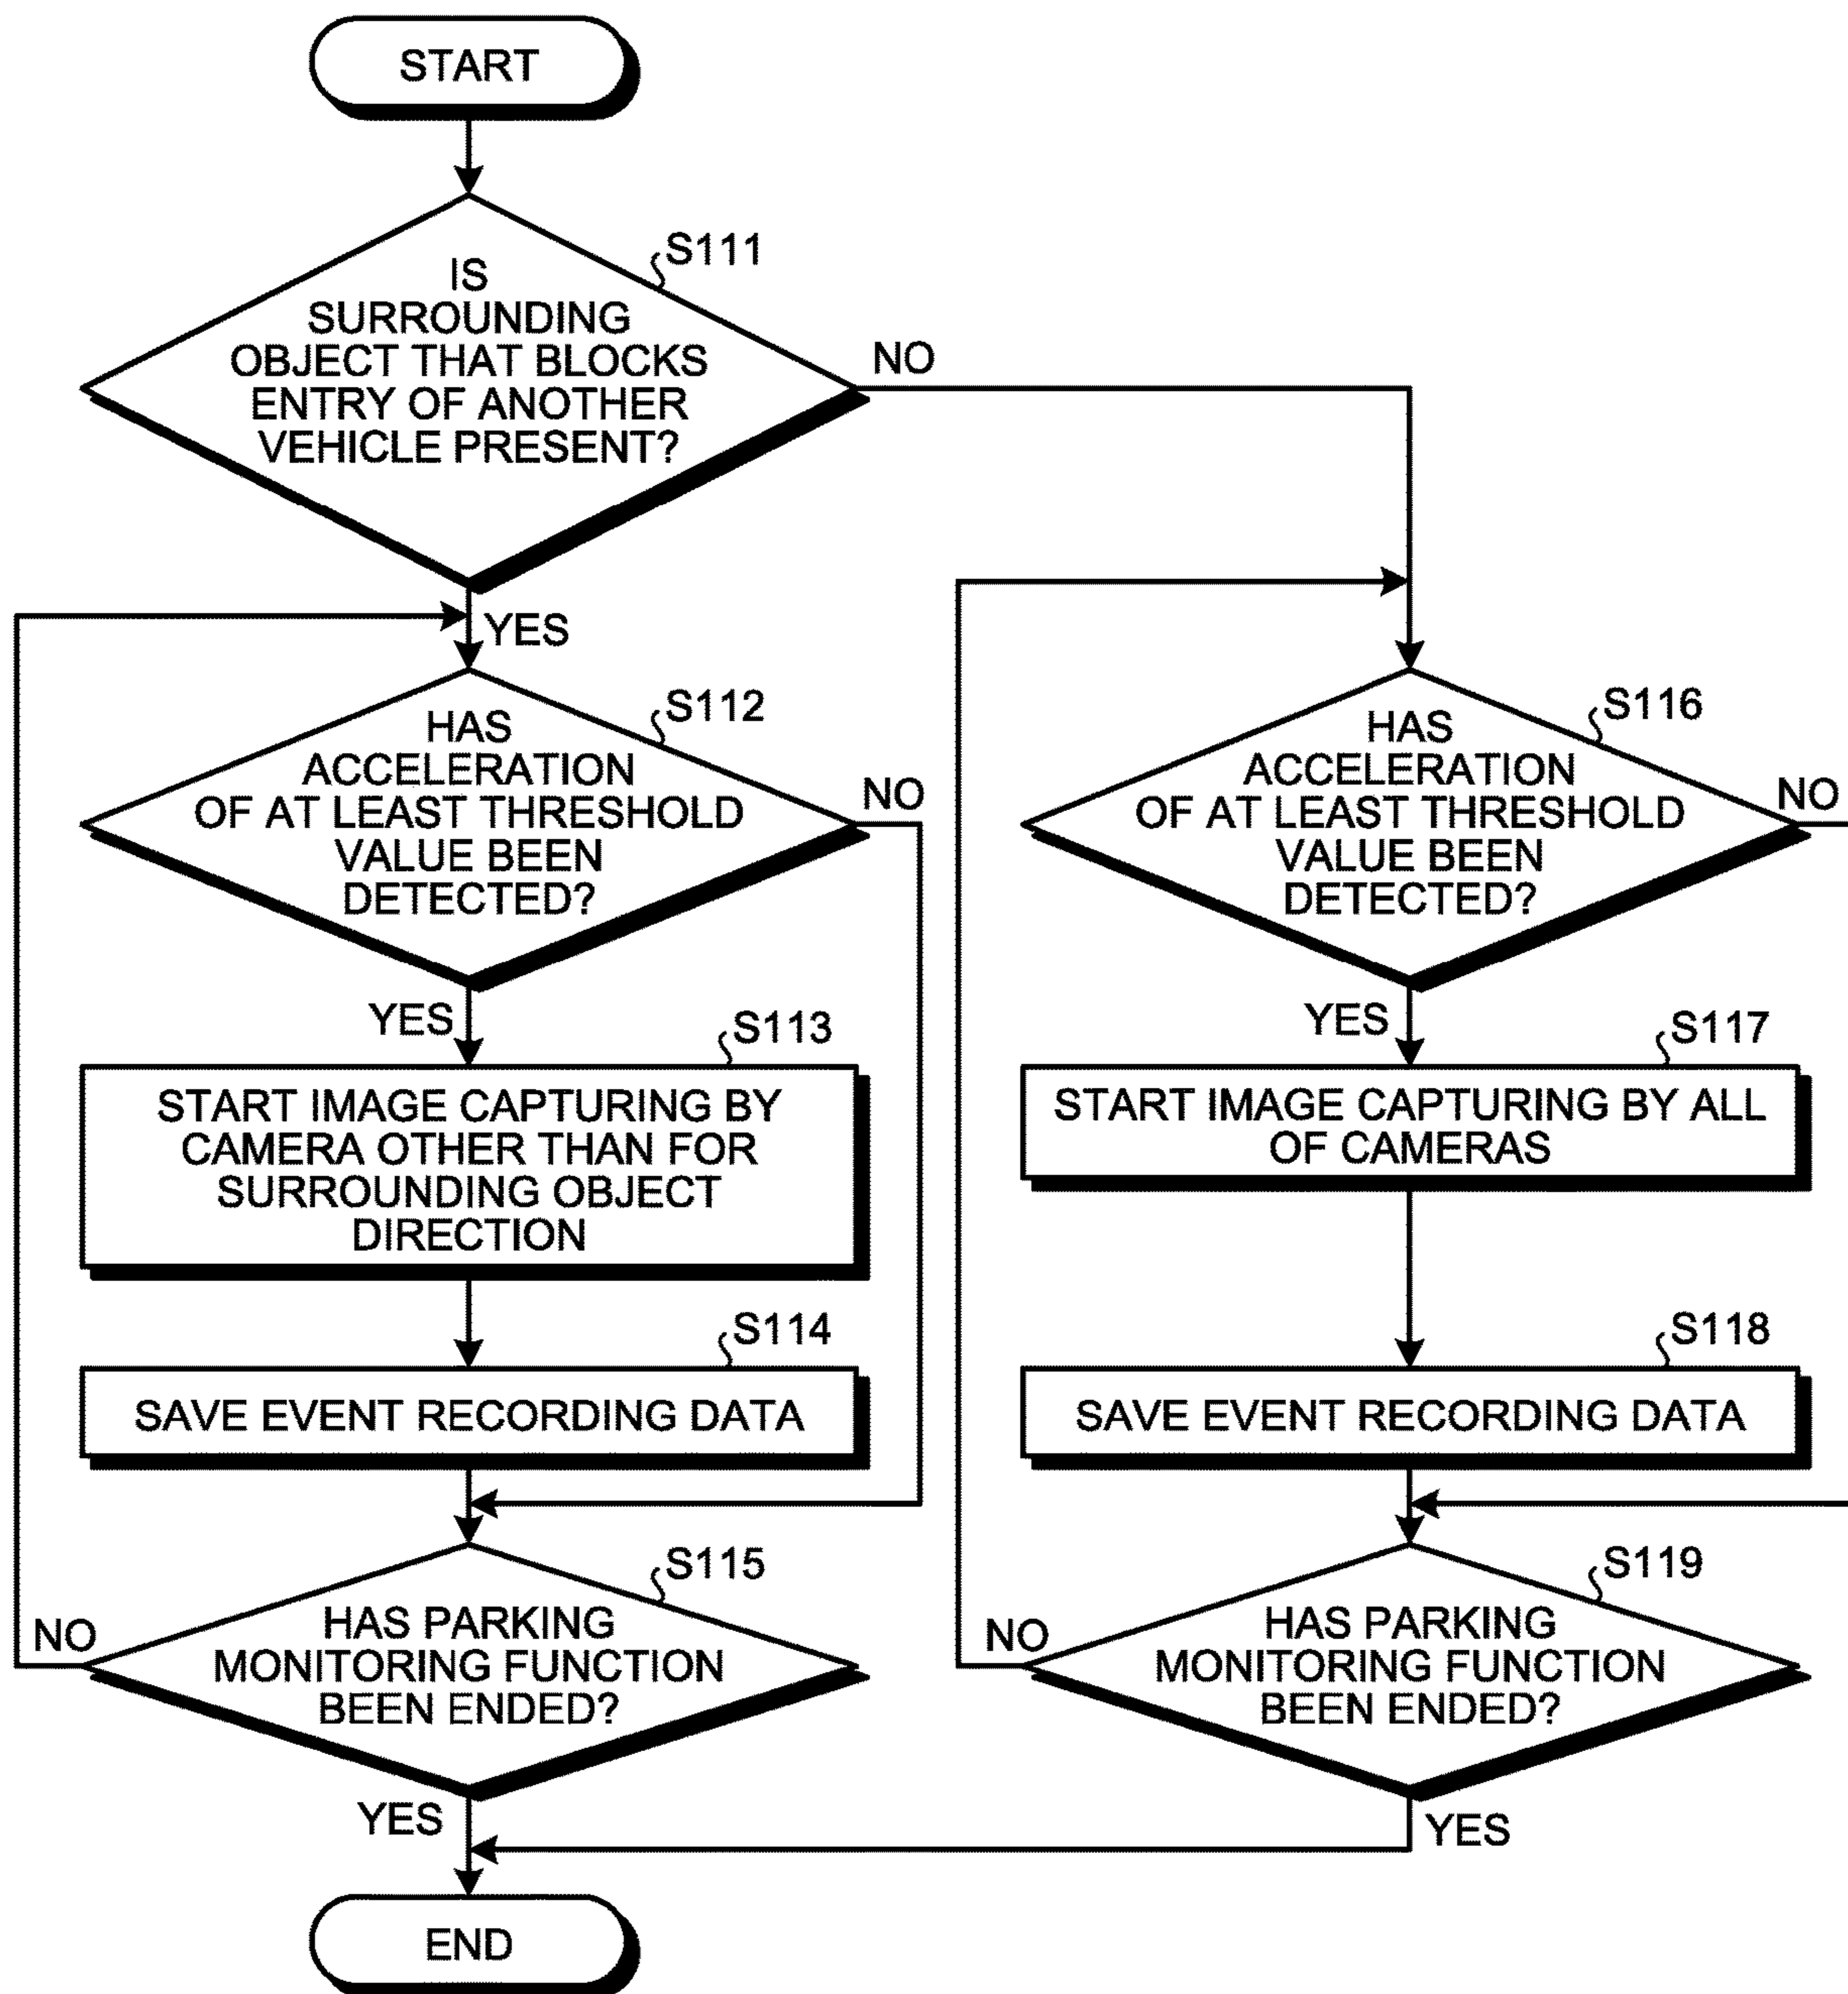 START
S111
IS
SURROUNDING
OBJECT THAT BLOCKS
ENTRY OF ANOTHER
VEHICLE PRESENT?
NO
YES
S112
HAS
ACCELERATION
OF AT LEAST THRESHOLD
VALUE BEEN
DETECTED?
NO
YES
S113
START IMAGE CAPTURING BY
CAMERA OTHER THAN FOR
SURROUNDING OBJECT
DIRECTION
S114
SAVE EVENT RECORDING DATA
S115
HAS PARKING
MONITORING FUNCTION
BEEN ENDED?
NO
YES
S116
HAS
ACCELERATION
OF AT LEAST THRESHOLD
VALUE BEEN
DETECTED?
NO
YES
S117
START IMAGE CAPTURING BY ALL
OF CAMERAS
S118
SAVE EVENT RECORDING DATA
S119
HAS PARKING
MONITORING FUNCTION
BEEN ENDED?
NO
YES
END